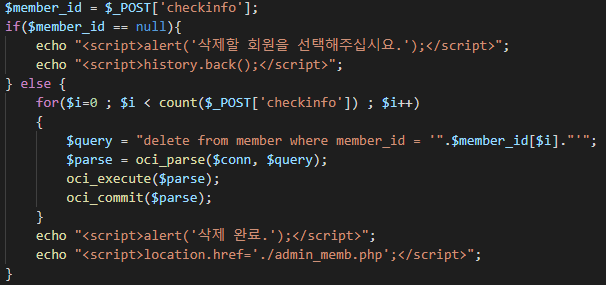 $member_id = $_POST['checkinfo'];
if($member_id == null){
    echo "<script>alert('삭제할 회원을 선택해주십시요.');</script>";
    echo "<script>history.back();</script>";
} else {
    for($i=0 ; $i < count($_POST['checkinfo']) ; $i++)
    {
        $query = "delete from member where member_id = '".$member_id[$i]."'";
        $parse = oci_parse($conn, $query);
        oci_execute($parse);
        oci_commit($parse);
    }
    echo "<script>alert('삭제 완료.');</script>";
    echo "<script>location.href='./admin_memb.php';</script>";
}